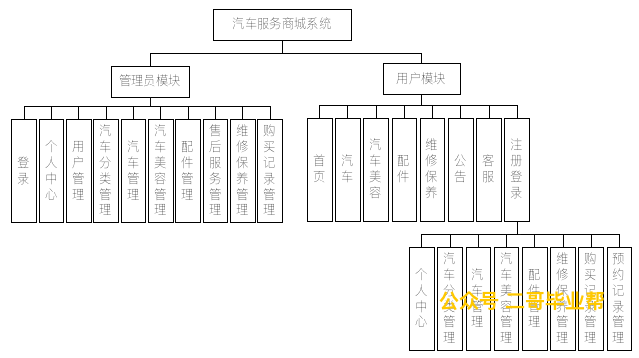 汽车服务商城系统
管理员模块
用户模块
登录
个人中心
用户管理
汽车分类管理
汽车管理
汽车美容管理
配件管理
售后服务管理
维修保养管理
购买记录管理
首页
汽车
汽车美容
配件
维修保养
公告
客服
注册登录
个人中心
汽车分类管理
汽车管理
汽车美容管理
配件管理
维修保养管理
购买记录管理
预约记录管理
公众号:二哥毕业帮